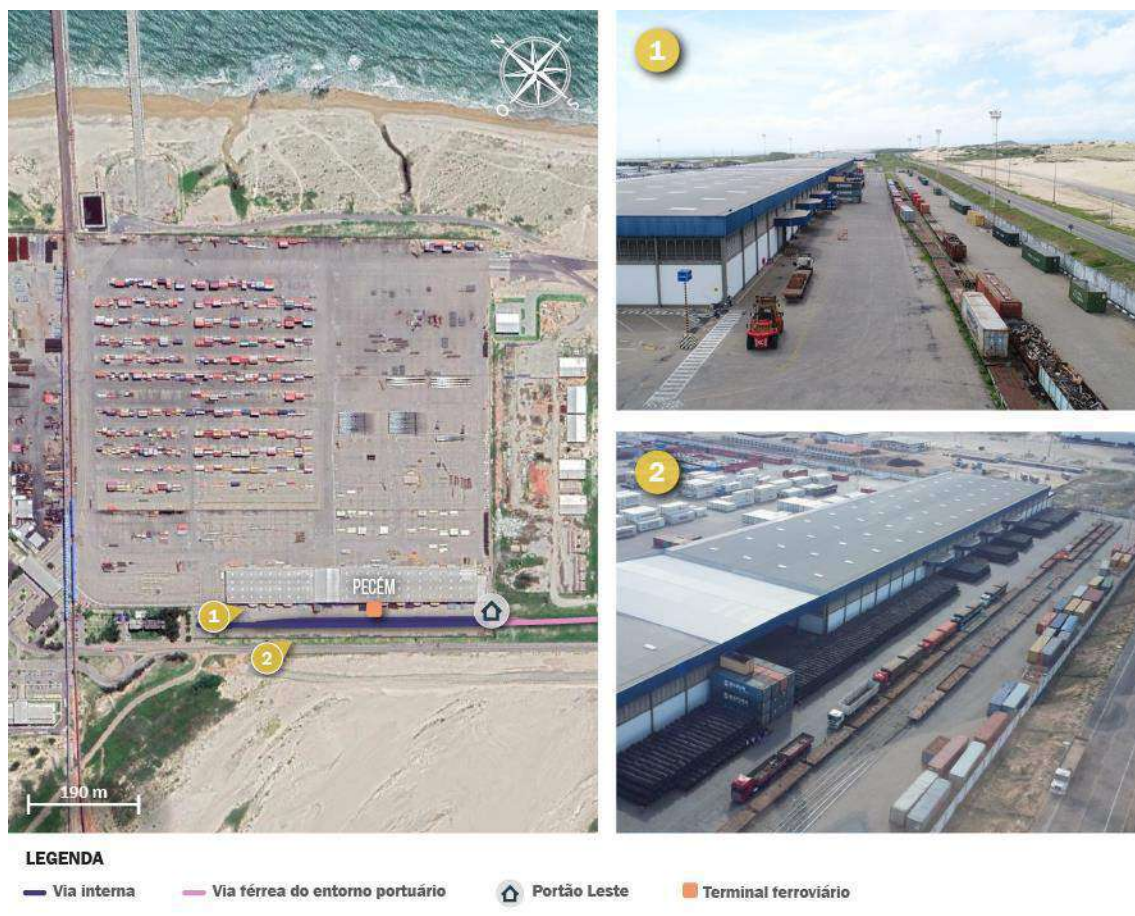 N
L
O
S
1
PECÉM
1
2
190 m
2
LEGENDA
Via interna
Via férrea do entorno portuário
Portão Leste
Terminal ferroviário